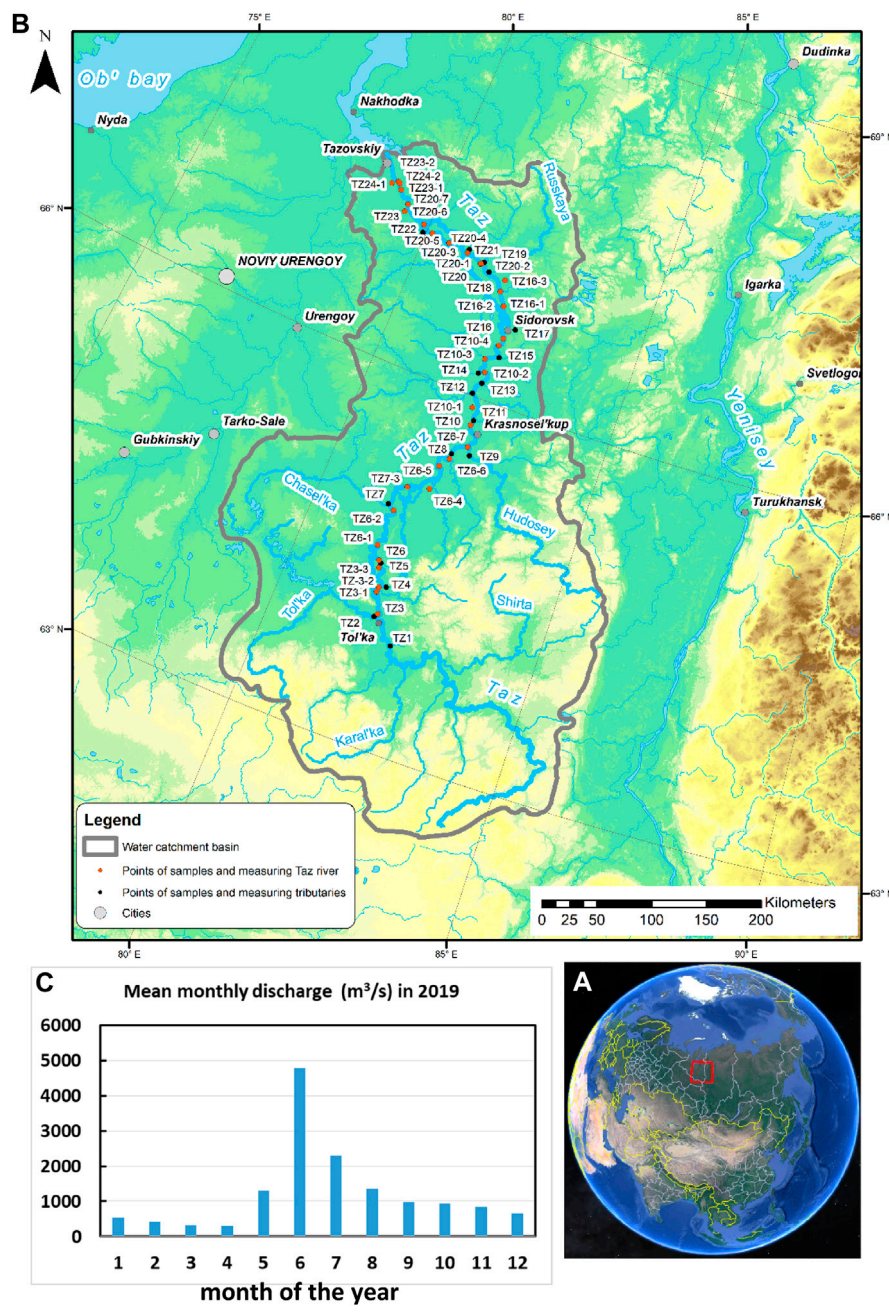 B
75° E
80° E
85° E
N
Dudinka
Ob' bay
Nakhodka
Nyda
69° N
Tazovskiy
TZ23-2
TZ24-2
TZ24-1
TZ23-1
Russkaya
TZ20-7
66° N
TZ23
TZ20-6
Taz
TZ22
TZ20-5
TZ20-4
TZ21
TZ19
TZ20-3
TZ20-1
TZ20-2
NOVIY URENGOY
TZ20
TZ16-3
TZ18
Igarka
TZ16-2
TZ16-1
Urengoy
Sidorovsk
TZ16
TZ17
TZ10-4
TZ10-3
TZ15
TZ14
TZ10-2
Svetlogor
TZ12
TZ13
TZ10-1
TZ11
Tarko-Sale
TZ10
Krasnosel'kup
Yenisey
Gubkinskiy
Taz
TZ6-7
TZ8
TZ9
TZ6-5
TZ6-6
Chasel'ka
TZ7-3
TZ7
TZ6-4
Turukhansk
66° N
TZ6-2
Hudosey
TZ6-1
TZ6
TZ3-3
TZ5
TZ-3-2
TZ4
TZ3-1
Tol'ka
Shirta
TZ3
63° N
TZ2
Tol'ka
TZ1
Taz
Karal'ka
Legend
Water catchment basin
Points of samples and measuring Taz river
Points of samples and measuring tributaries
Cities
Kilometers
0 25 50 100 150 200
63° N
80° E
85° E
90° E
C
Mean monthly discharge (m³/s) in 2019
6000
5000
4000
3000
2000
1000
0
1 2 3 4 5 6 7 8 9 10 11 12
month of the year
A